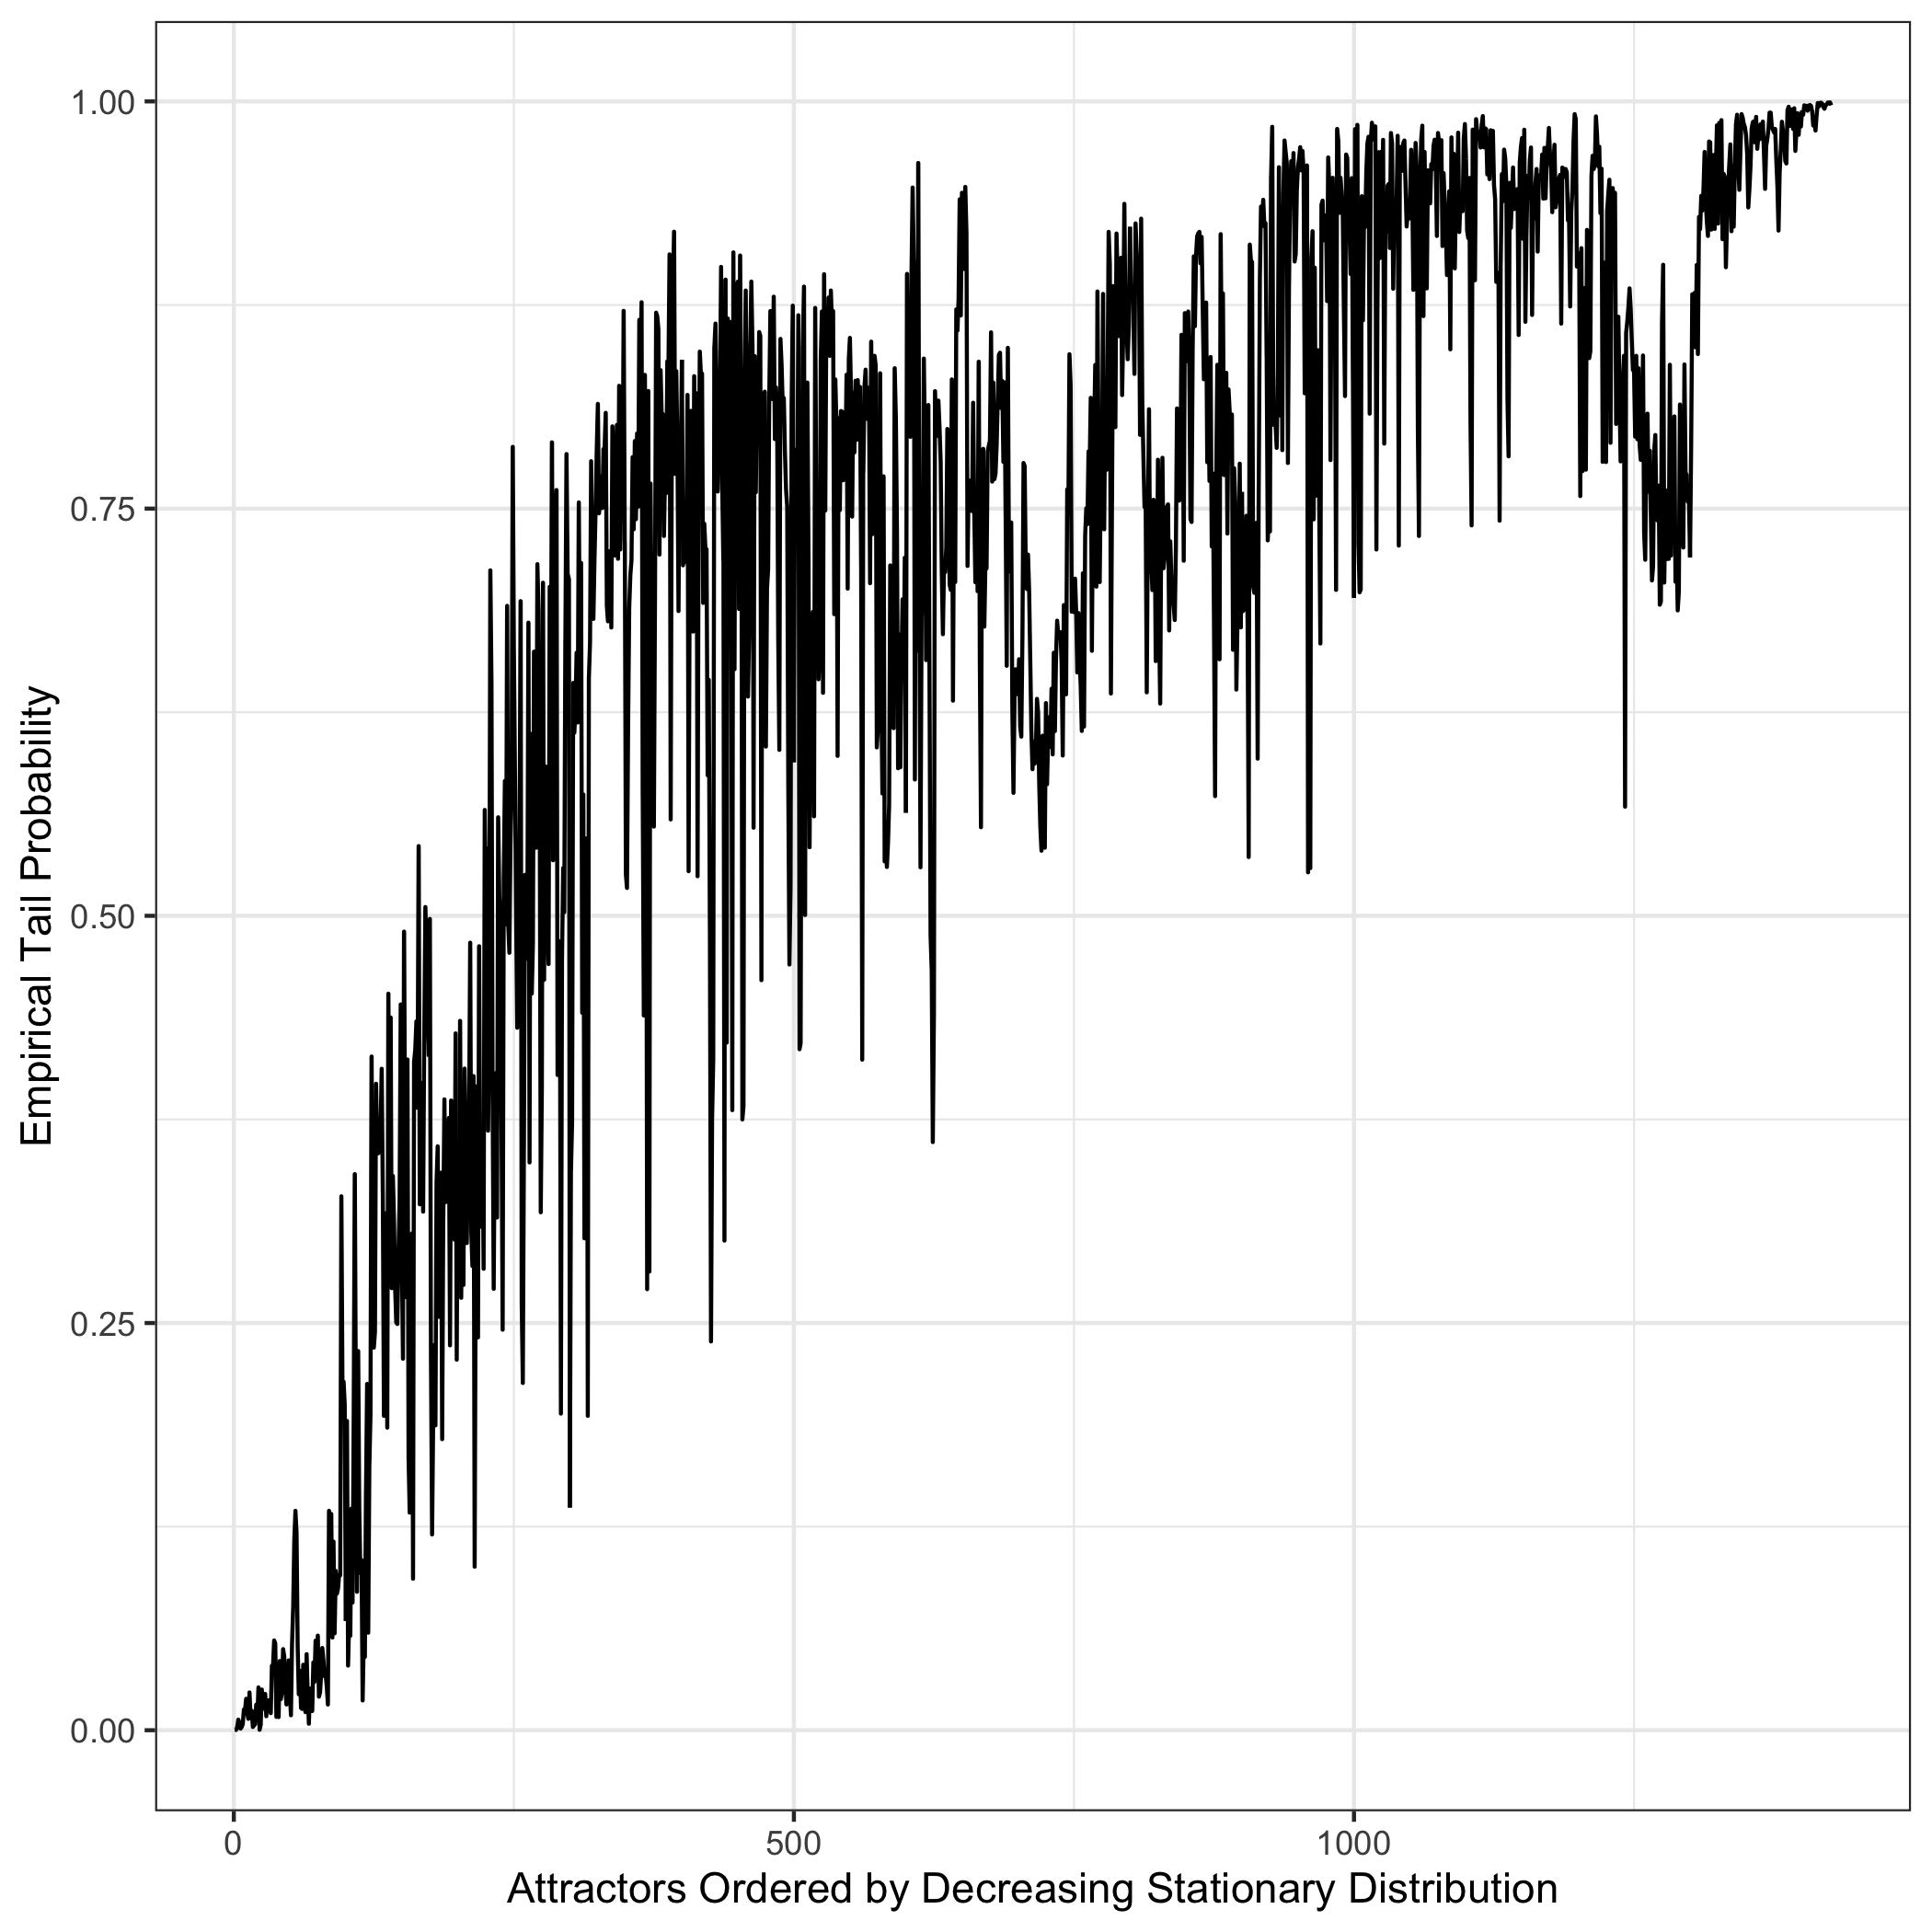 1.00
0.75
0.50
0.25
0.00
Empirical Tail Probability
0 500 1000
Attractors Ordered by Decreasing Stationary Distribution